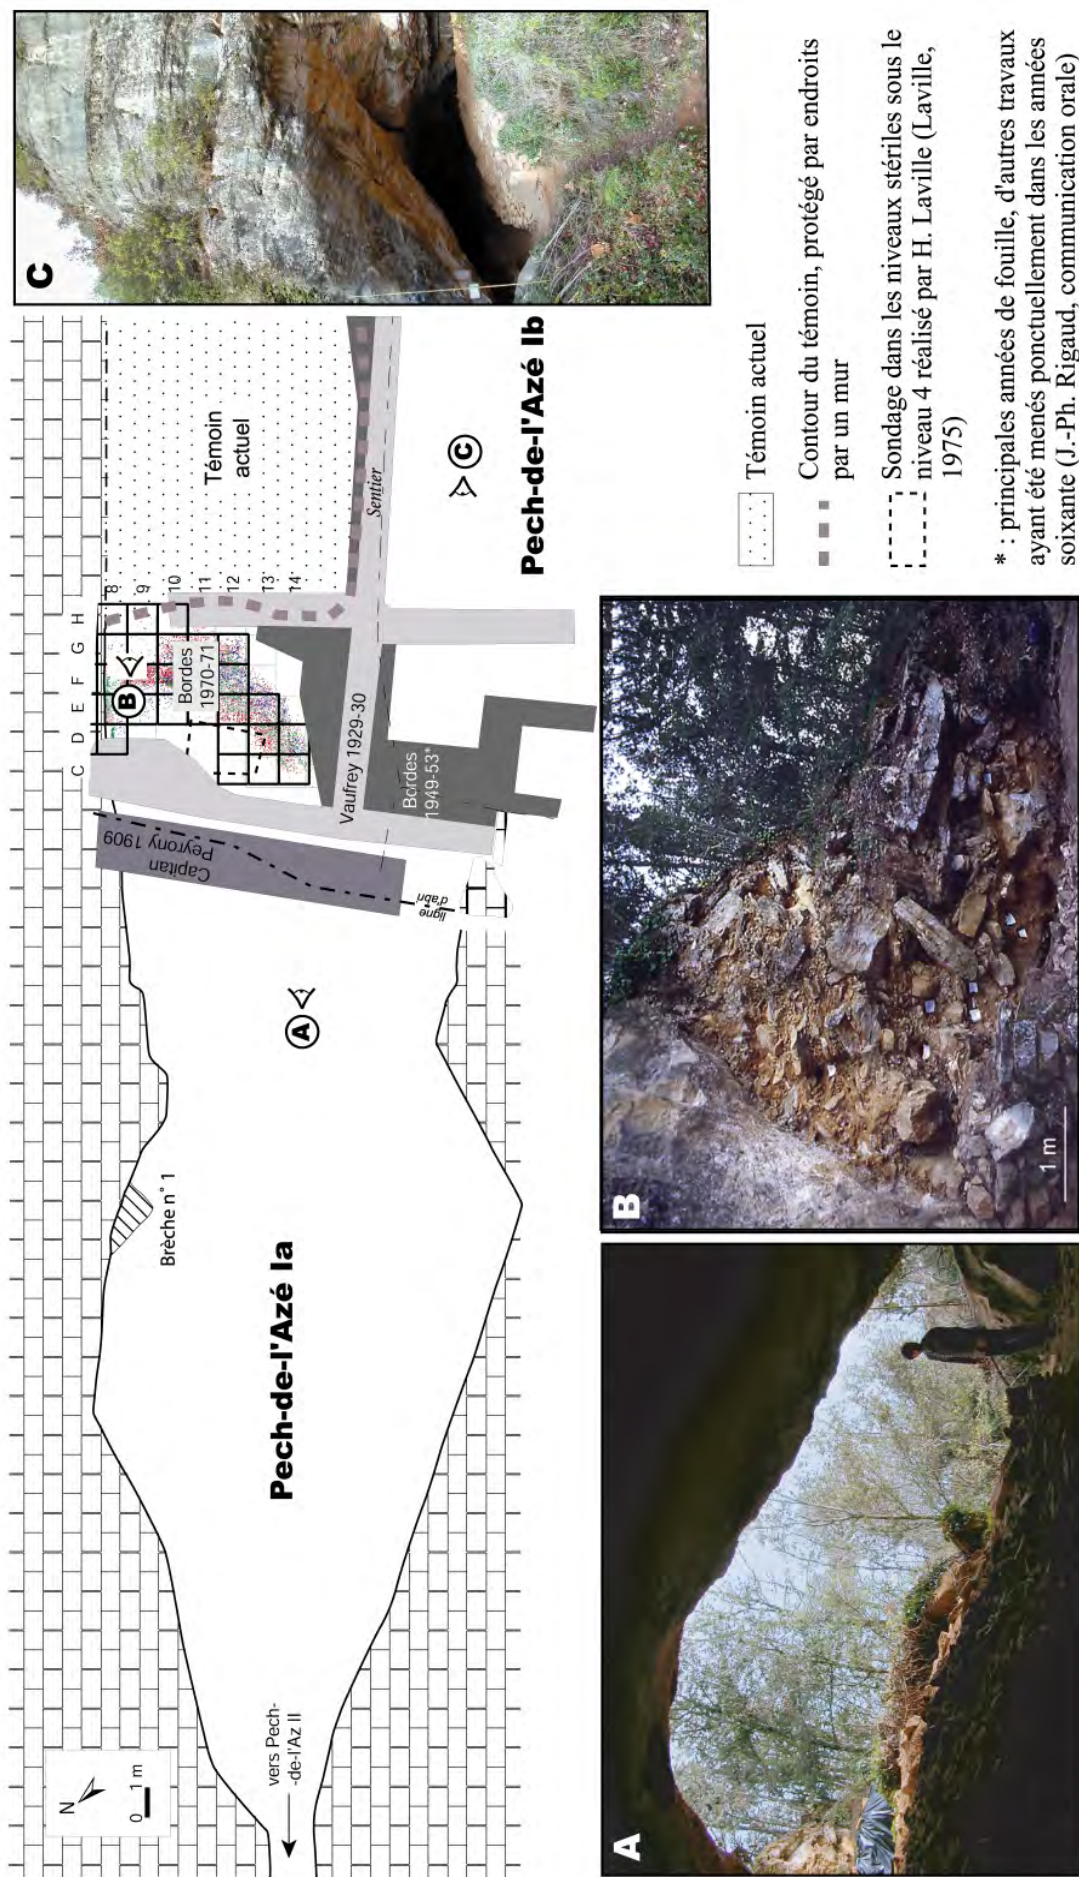 N
0 1 m
vers Pech-
-de-l'Az II
Pech-de-l'Azé Ia
Brèche n° 1
A
Capitan
Peyrony 1909
ligne
d'abri
Vaufrey 1929-30
Bordes
1949-53*
C D E F G H
8
9
10
11
12
13
14
B
Bordes
1970-71
Témoin
actuel
Sentier
C
Pech-de-l'Azé Ib
C
A
B
1 m
Témoin actuel
Contour du témoin, protégé par endroits
par un mur
Sondage dans les niveaux stériles sous le
niveau 4 réalisé par H. Laville (Laville,
1975)
* : principales années de fouille, d'autres travaux
ayant été menés ponctuellement dans les années
soixante (J.-Ph. Rigaud, communication orale)